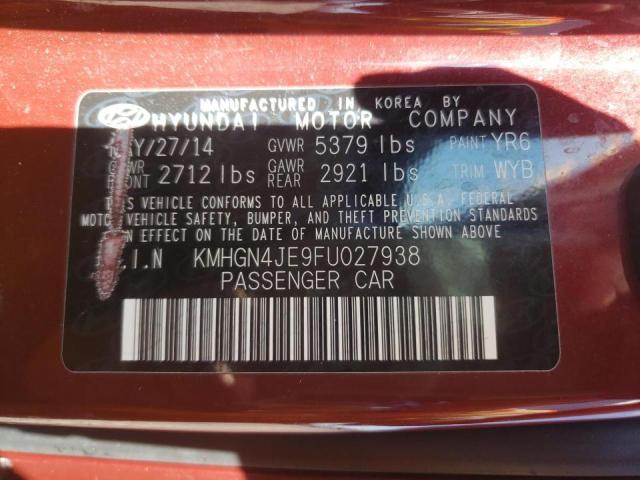 MANUFACTURED IN KOREA BY
HYUNDAI MOTOR COMPANY
27/14 GVWR 5379 lbs PAINT YR6
2712 lbs GAWR REAR 2921 lbs TRIM WYB
THIS VEHICLE CONFORMS TO ALL APPLICABLE U.S.A. FEDERAL
MOTOR VEHICLE SAFETY, BUMPER, AND THEFT PREVENTION STANDARDS
IN EFFECT ON THE DATE OF MANUFACTURE SHOWN ABOVE.
V.I.N KMHGN4JE9FU027938
PASSENGER CAR